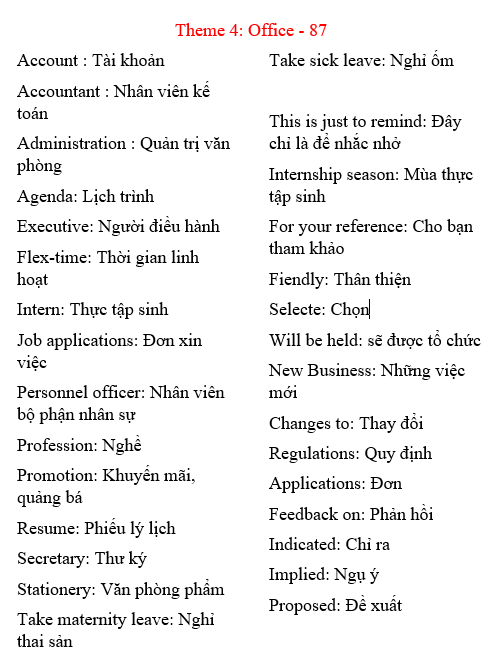 Theme 4: Office - 87
Account : Tài khoản
Accountant : Nhân viên kế
toán
Administration : Quản trị văn
phòng
Agenda: Lịch trình
Executive: Người điều hành
Flex-time: Thời gian linh
hoạt
Intern: Thực tập sinh
Job applications: Đơn xin
việc
Personnel officer: Nhân viên
bộ phận nhân sự
Profession: Nghề
Promotion: Khuyến mãi,
quảng bá
Resume: Phiếu lý lịch
Secretary: Thư ký
Stationery: Văn phòng phẩm
Take maternity leave: Nghỉ
thai sản
Take sick leave: Nghỉ ốm
This is just to remind: Đây
chỉ là để nhắc nhở
Internship season: Mùa thực
tập sinh
For your reference: Cho bạn
tham khảo
Fiendly: Thân thiện
Selecte: Chọn
Will be held: sẽ được tổ chức
New Business: Những việc
mới
Changes to: Thay đổi
Regulations: Quy định
Applications: Đơn
Feedback on: Phản hồi
Indicated: Chỉ ra
Implied: Ngụ ý
Proposed: Đề xuất